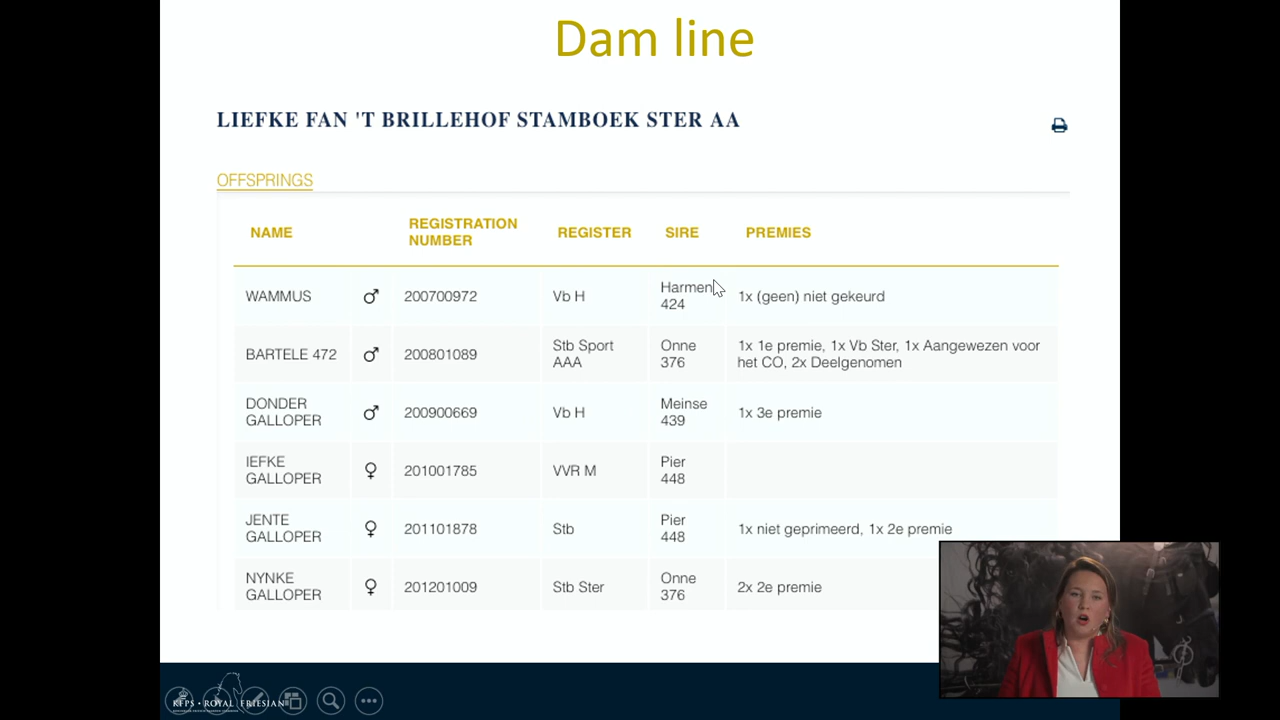 Dam line
LIEFKE FAN 'T BRILLEHOF STAMBOEK STER AA
OFFSPRINGS
NAME
REGISTRATION
NUMBER
REGISTER
SIRE
PREMIES
WAMMUS ♂ 200700972 Vb H
Harmen
424
1x (geen) niet gekeurd
BARTELE 472 ♂ 200801089
Stb Sport
AAA
Onne
376
1x 1e premie, 1x Vb Ster, 1x Aangewezen voor
het CO, 2x Deelgenomen
DONDER
GALLOPER
♂ 200900669 Vb H
Meinse
439
1x 3e premie
IEFKE
GALLOPER
♀ 201001785 VVR M
Pier
448
JENTE
GALLOPER
♀ 201101878 Stb
Pier
448
1x niet geprimeerd, 1x 2e premie
NYNKE
GALLOPER
♀ 201201009 Stb Ster
Onne
376
2x 2e premie
KFPS • ROYAL FRIESIAN